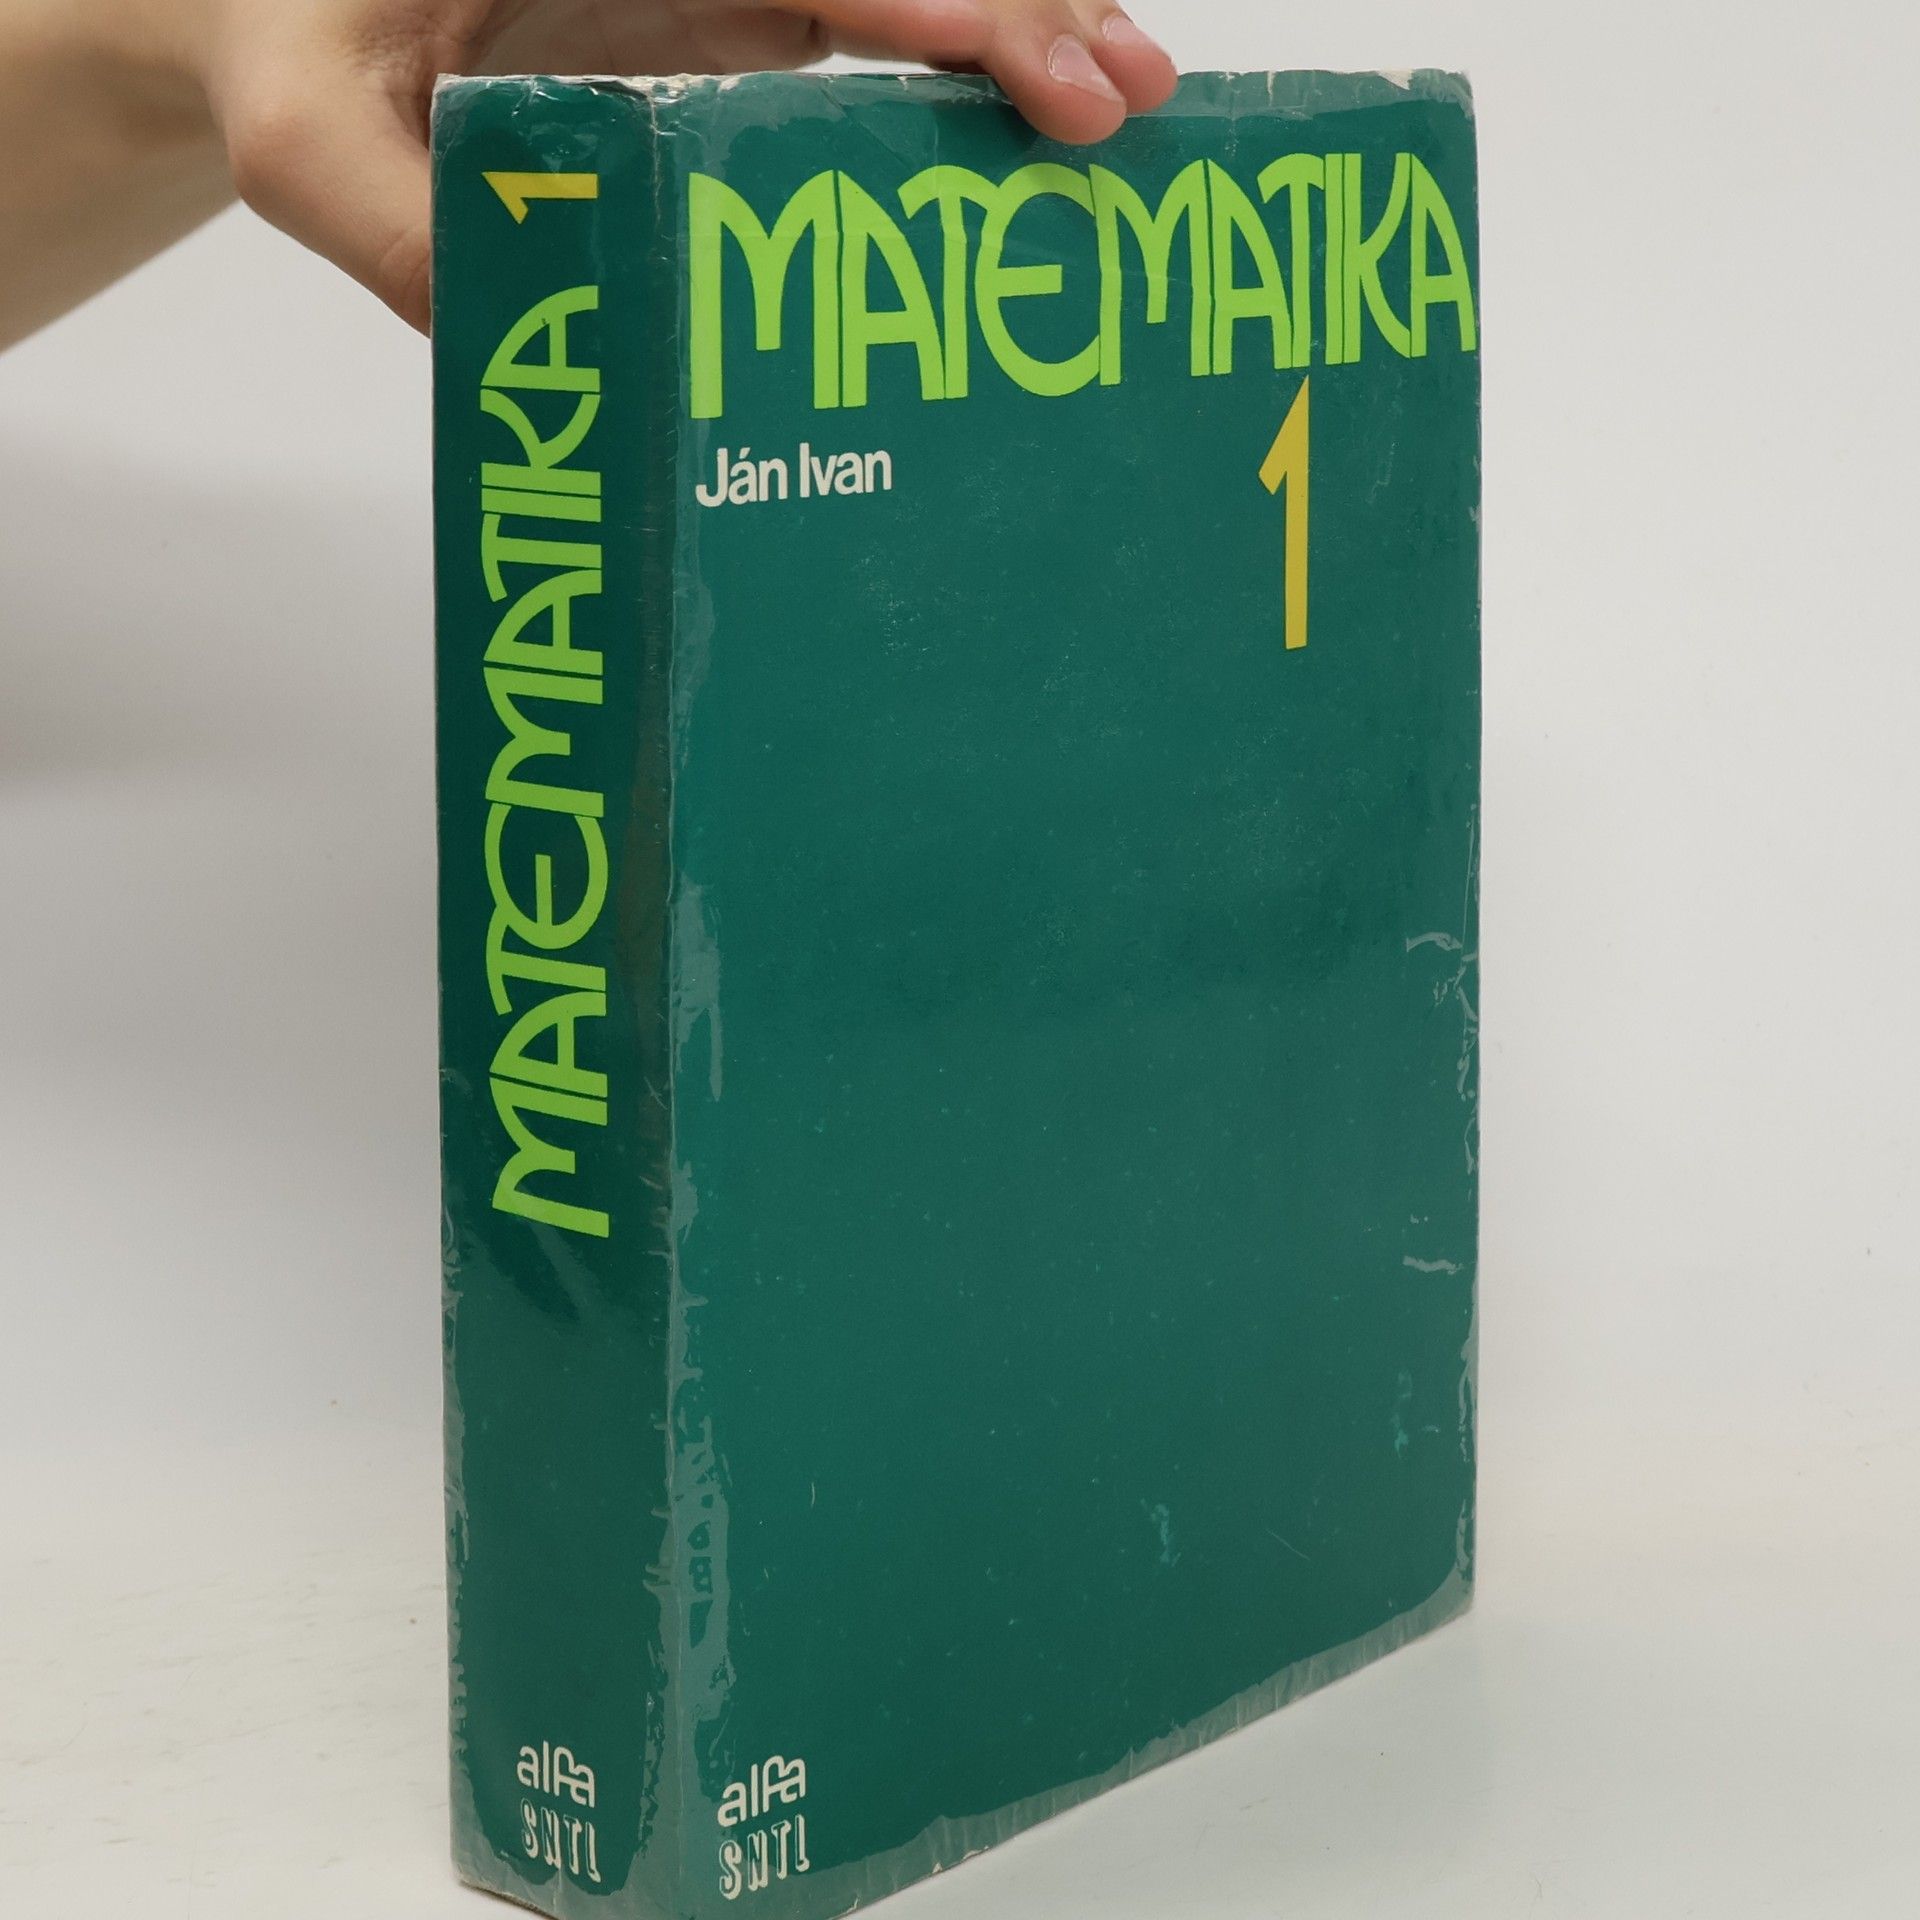 MATEMATIKA 1
alfa
SNTL
MATEMATIKA
1
Ján Ivan
alfa
SNTL